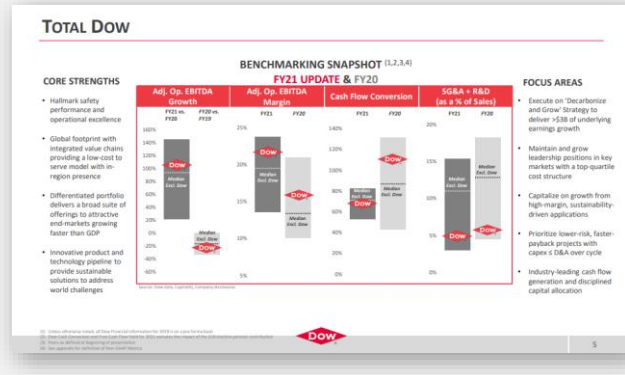 TOTAL DOW
BENCHMARKING SNAPSHOT (1,2,3,4)
FY21 UPDATE & FY20
CORE STRENGTHS
• Hallmark safety
performance and
operational excellence
• Global footprint with
integrated value chains
providing a low-cost to
serve model with in-
region presence
• Differentiated portfolio
delivers a broad suite of
offerings to attractive
end-markets growing
faster than GDP
• Innovative product and
technology pipeline to
provide sustainable
solutions to address
world challenges
Adj. Op. EBITDA
Growth
FY21 vs.
FY20
FY20 vs.
FY19
160%
140%
120%
100%
80%
60%
40%
20%
0%
-20%
-40%
-60%
Dow
Median
Excl. Dow
Median
Excl. Dow
Dow
Adj. Op. EBITDA
Margin
FY21 FY20
25%
20%
15%
10%
5%
Dow
Median
Excl. Dow
Dow
Median
Excl. Dow
Cash Flow Conversion
FY21 FY20
140%
120%
100%
80%
60%
40%
20%
0%
Median
Excl. Dow
Dow
Dow
Median
Excl. Dow
SG&A + R&D
(as a % of Sales)
FY21 FY20
20%
15%
10%
5%
0%
Median
Excl. Dow
Dow
Median
Excl. Dow
Dow
FOCUS AREAS
• Execute on 'Decarbonize
and Grow' Strategy to
deliver >$3B of underlying
earnings growth
• Maintain and grow
leadership positions in key
markets with a top-quartile
cost structure
• Capitalize on growth from
high-margin, sustainability-
driven applications
• Prioritize lower-risk, faster-
payback projects with
capex ≤ D&A over cycle
• Industry-leading cash flow
generation and disciplined
capital allocation
Source: Dow data, CapitalIQ, Company disclosures
Dow
5